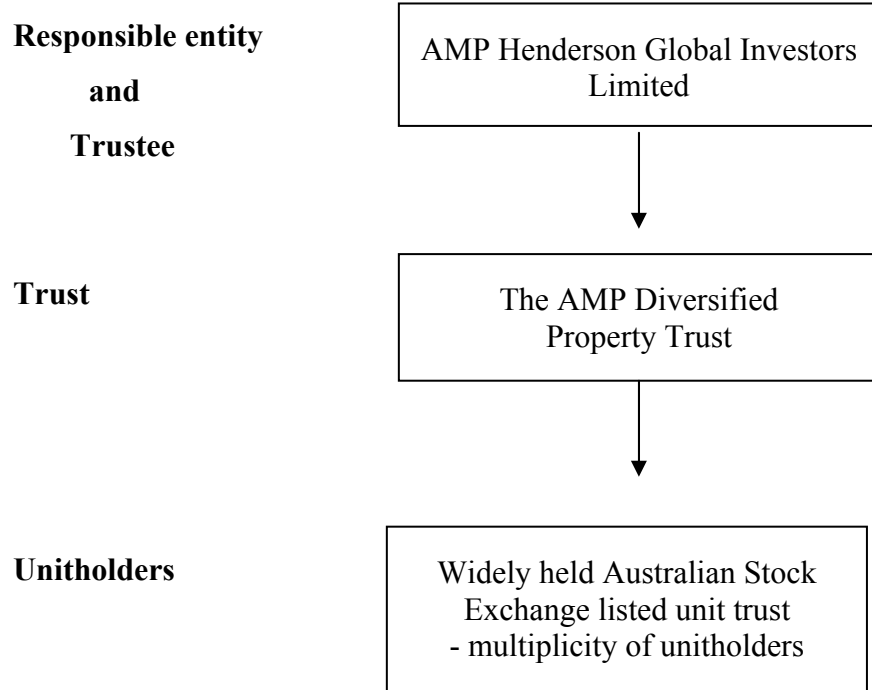 Responsible entity
and
Trustee
AMP Henderson Global Investors
Limited
Trust
The AMP Diversified
Property Trust
Unitholders
Widely held Australian Stock
Exchange listed unit trust
- multiplicity of unitholders